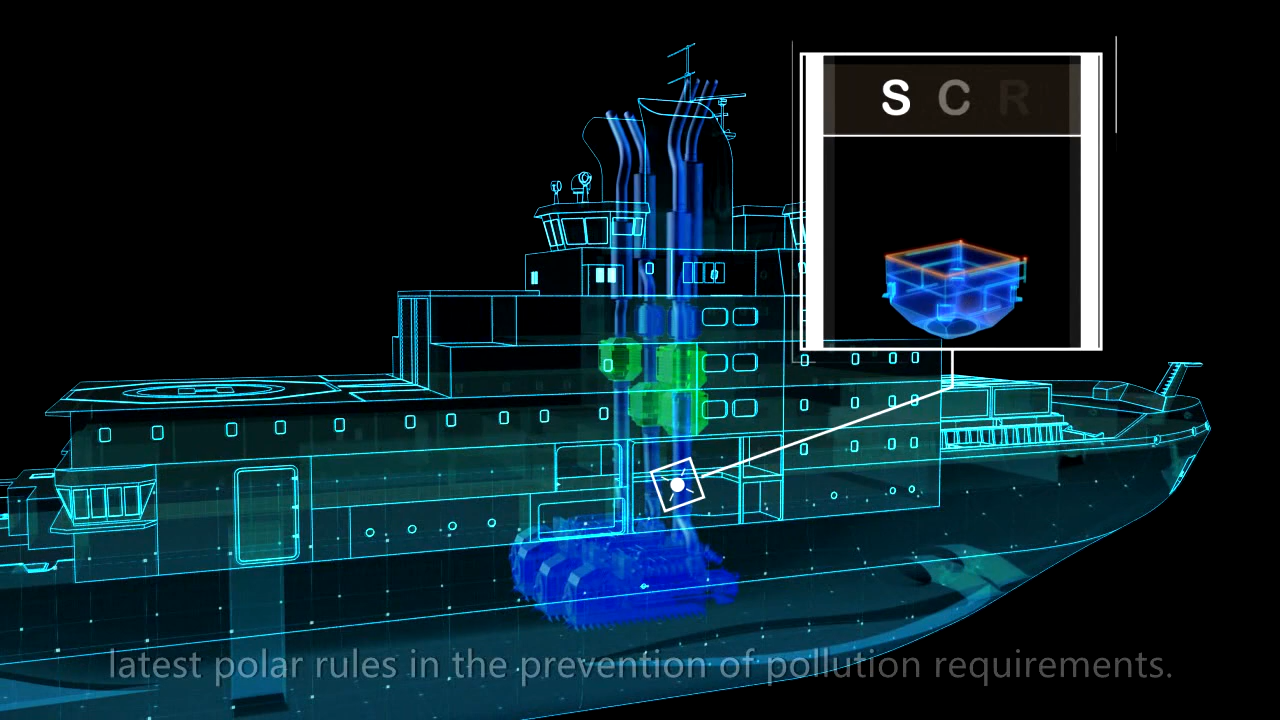 S C R
latest polar rules in the prevention of pollution requirements.